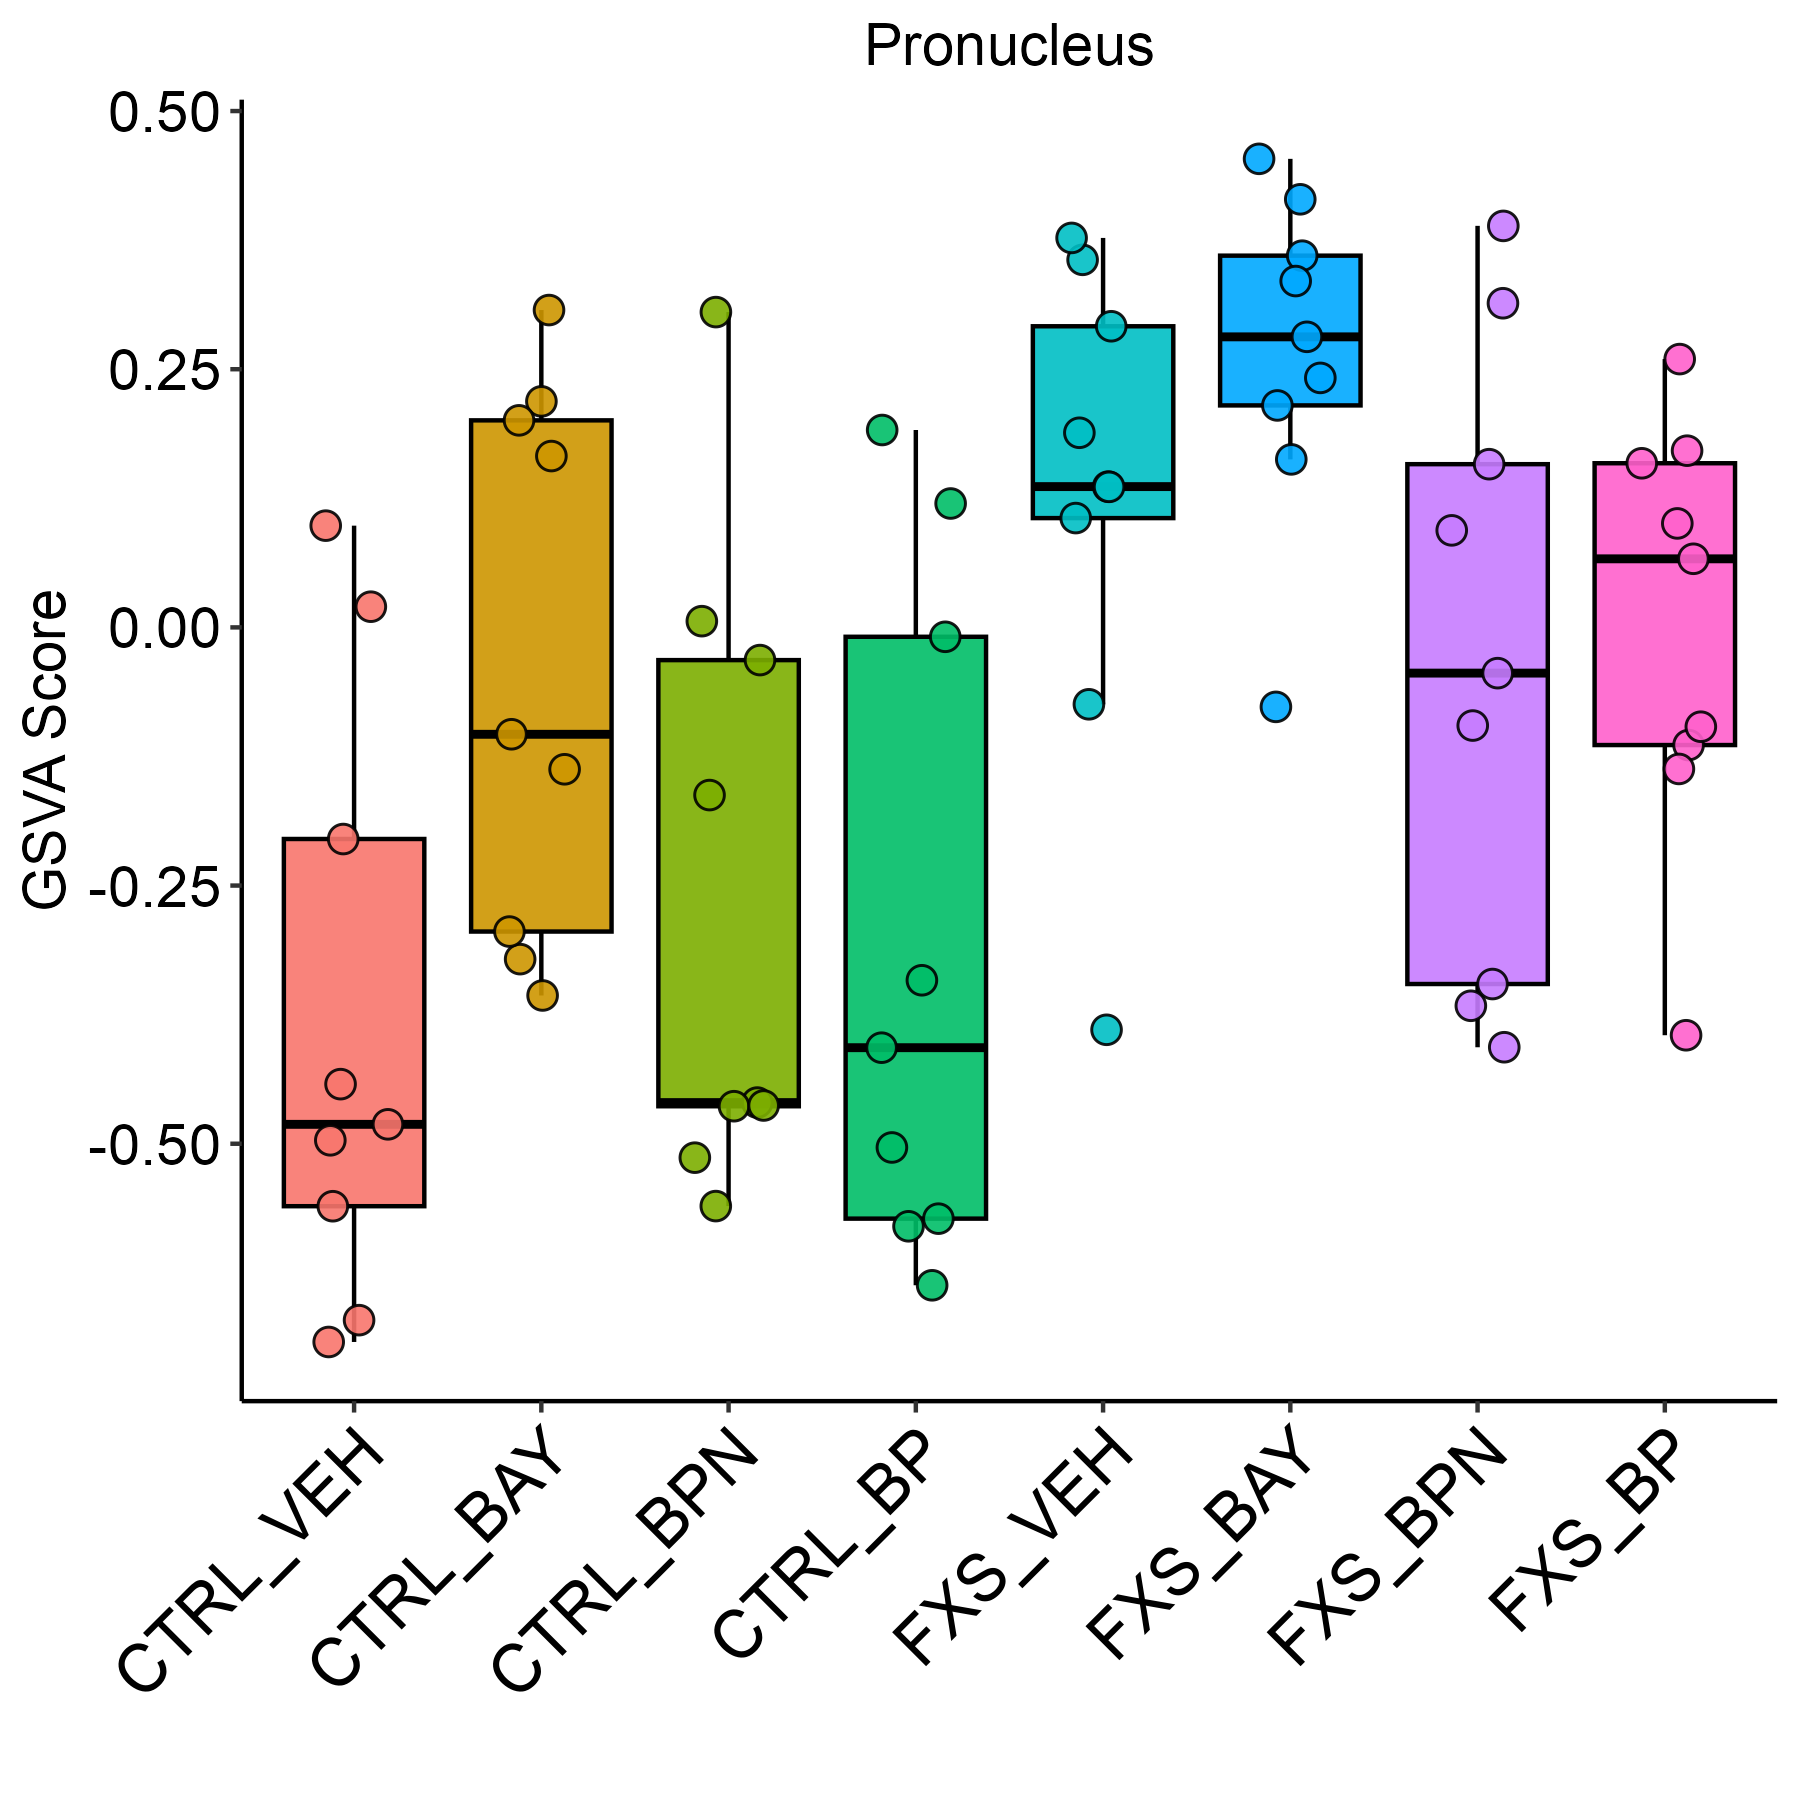 Pronucleus
GSVA Score
0.50
0.25
0.00
-0.25
-0.50
CTRL_VEH
CTRL_BAY
CTRL_BPN
CTRL_BP
FXS_VEH
FXS_BAY
FXS_BPN
FXS_BP